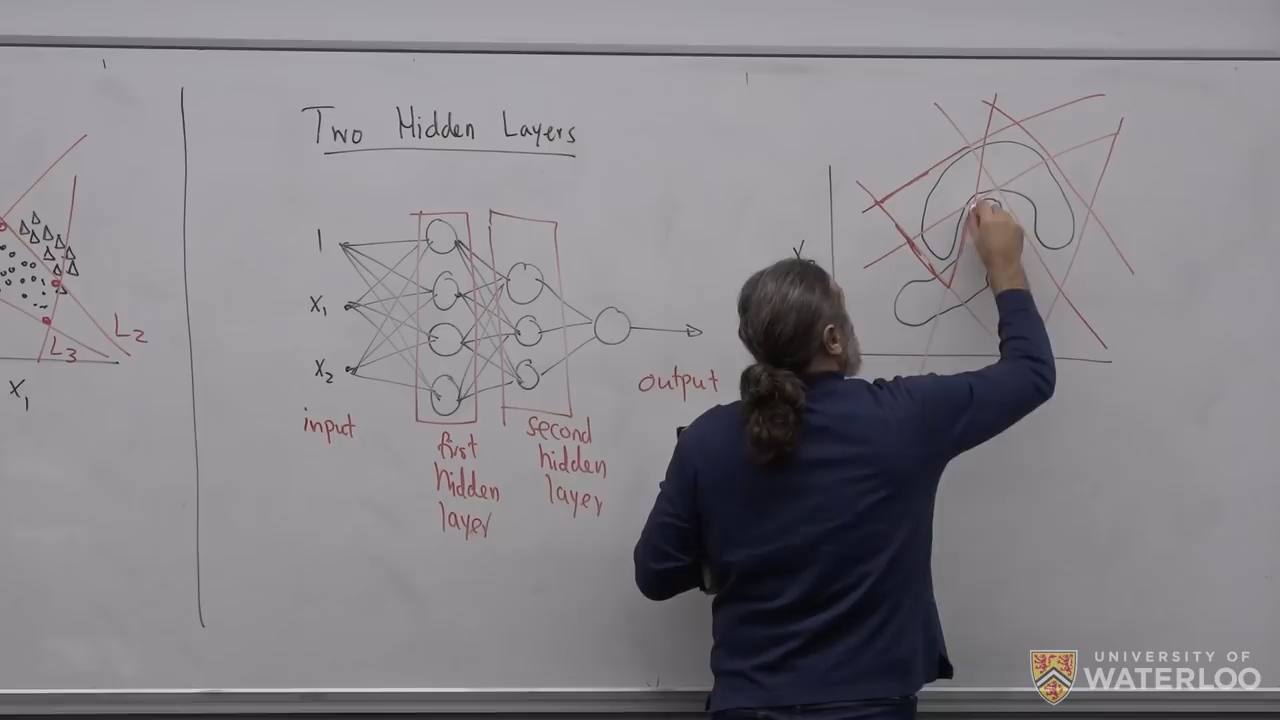 Two Hidden Layers
1
X1
X2
input
first
hidden
layer
second
hidden
layer
output
L2
L3
X1
UNIVERSITY OF
WATERLOO